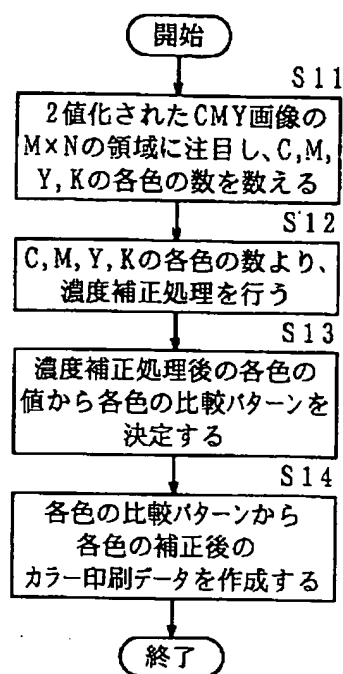 開始
S11
2値化されたCMY画像の
M×Nの領域に注目し、C,M,
Y,Kの各色の数を数える
S12
C,M,Y,Kの各色の数より、
濃度補正処理を行う
S13
濃度補正処理後の各色の
値から各色の比較パターンを
決定する
S14
各色の比較パターンから
各色の補正後の
カラー印刷データを作成する
終了